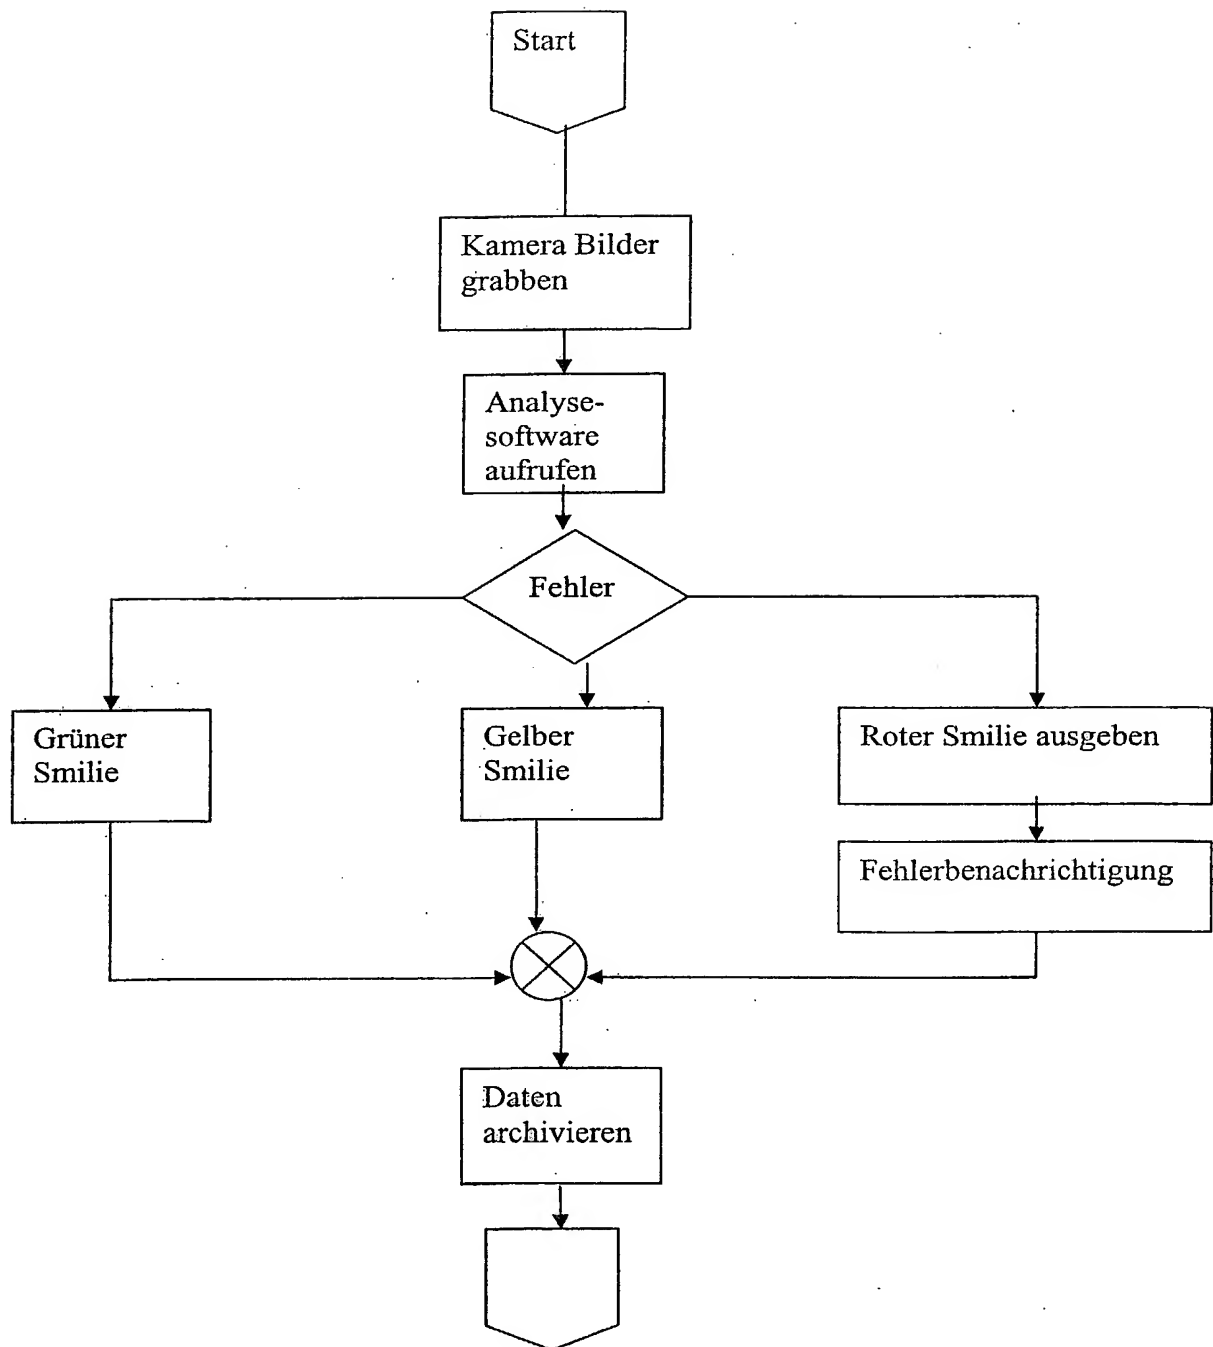 Start
Kamera Bilder
grabben
Analyse-
software
aufrufen
Fehler
Grüner
Smilie
Gelber
Smilie
Roter Smilie ausgeben
Fehlerbenachrichtigung
Daten
archivieren